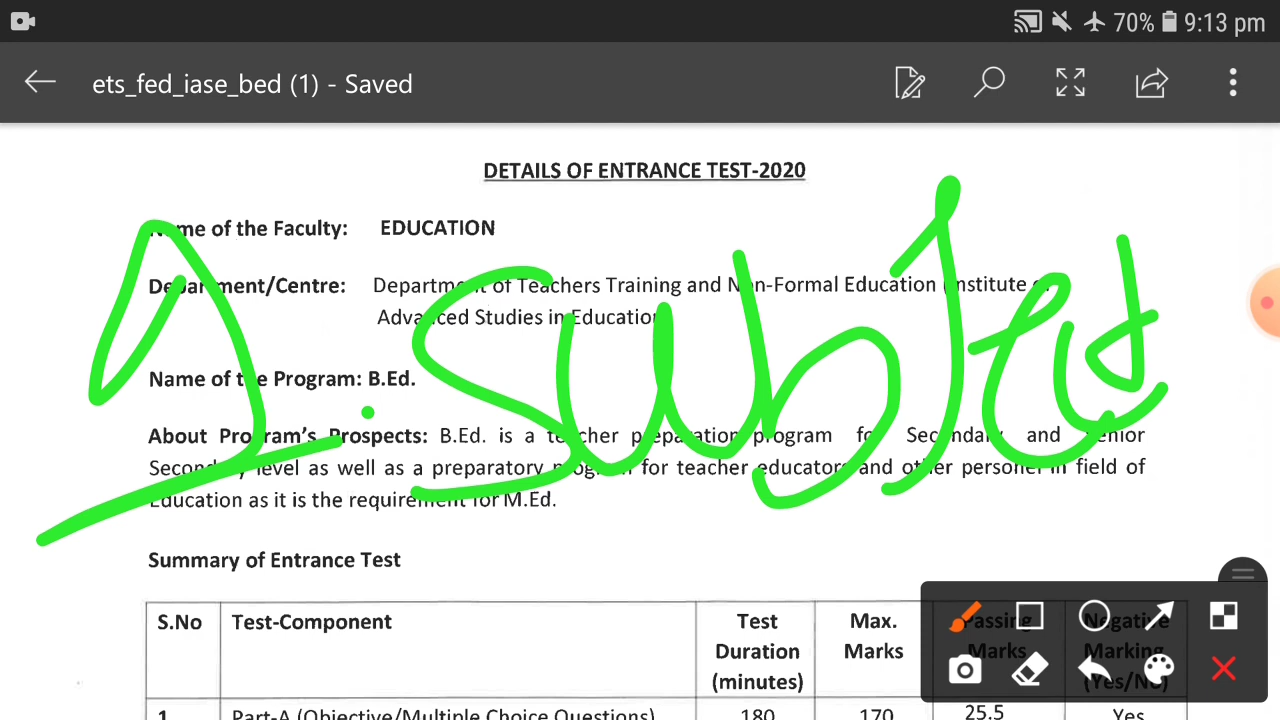 70% 9:13 pm
ets_fed_iase_bed (1) - Saved
DETAILS OF ENTRANCE TEST-2020
Name of the Faculty: EDUCATION
Department/Centre: Department of Teachers Training and Non-Formal Education (Institute of
Advanced Studies in Education)
Name of the Program: B.Ed.
About Program's Prospects: B.Ed. is a teacher preparation program for Secondary and Senior
Secondary level as well as a preparatory program for teacher educators and other personel in field of
Education as it is the requirement for M.Ed.
1. Subject
Summary of Entrance Test
S.No Test-Component Test Duration (minutes) Max. Marks Passing Marks Negative Marking (Yes/No)
1 Part-A (Objective/Multiple Choice Questions) 180 170 25.5 Yes